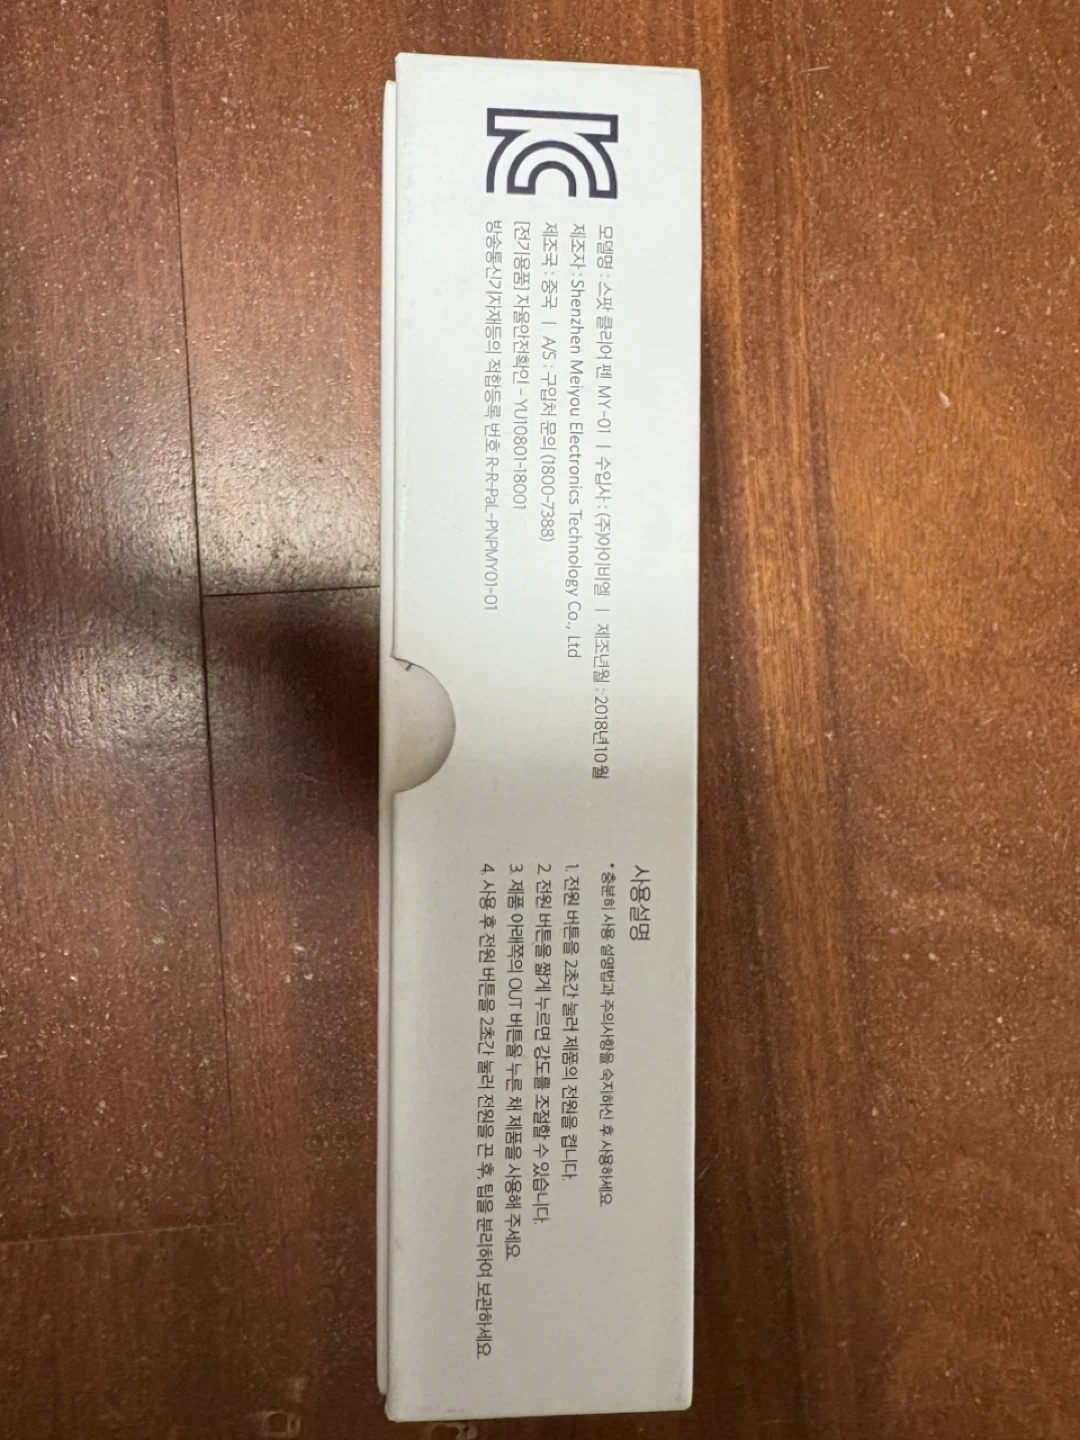 KC
모델명 : 스팟 클리어 펜 MY-01 | 수입사 : (주)아이비엘 | 제조년월 : 2018년10월
제조자 : Shenzhen Meiyou Electronics Technology Co., Ltd
제조국 : 중국 | A/S : 구입처 문의 (1800-7388)
[전기용품] 자율안전확인 - YU10801-18001
방송통신기자재등의 적합등록 번호 R-R-PaL-PNPMY01-01
사용설명
* 충분히 사용 설명법과 주의사항을 숙지하신 후 사용하세요.
1. 전원 버튼을 2초간 눌러 제품의 전원을 켭니다.
2. 전원 버튼을 짧게 누르면 강도를 조절할 수 있습니다.
3. 제품 아래쪽의 OUT 버튼을 누른 채 제품을 사용해 주세요.
4. 사용 후 전원 버튼을 2초간 눌러 전원을 끈 후, 팁을 분리하여 보관하세요.